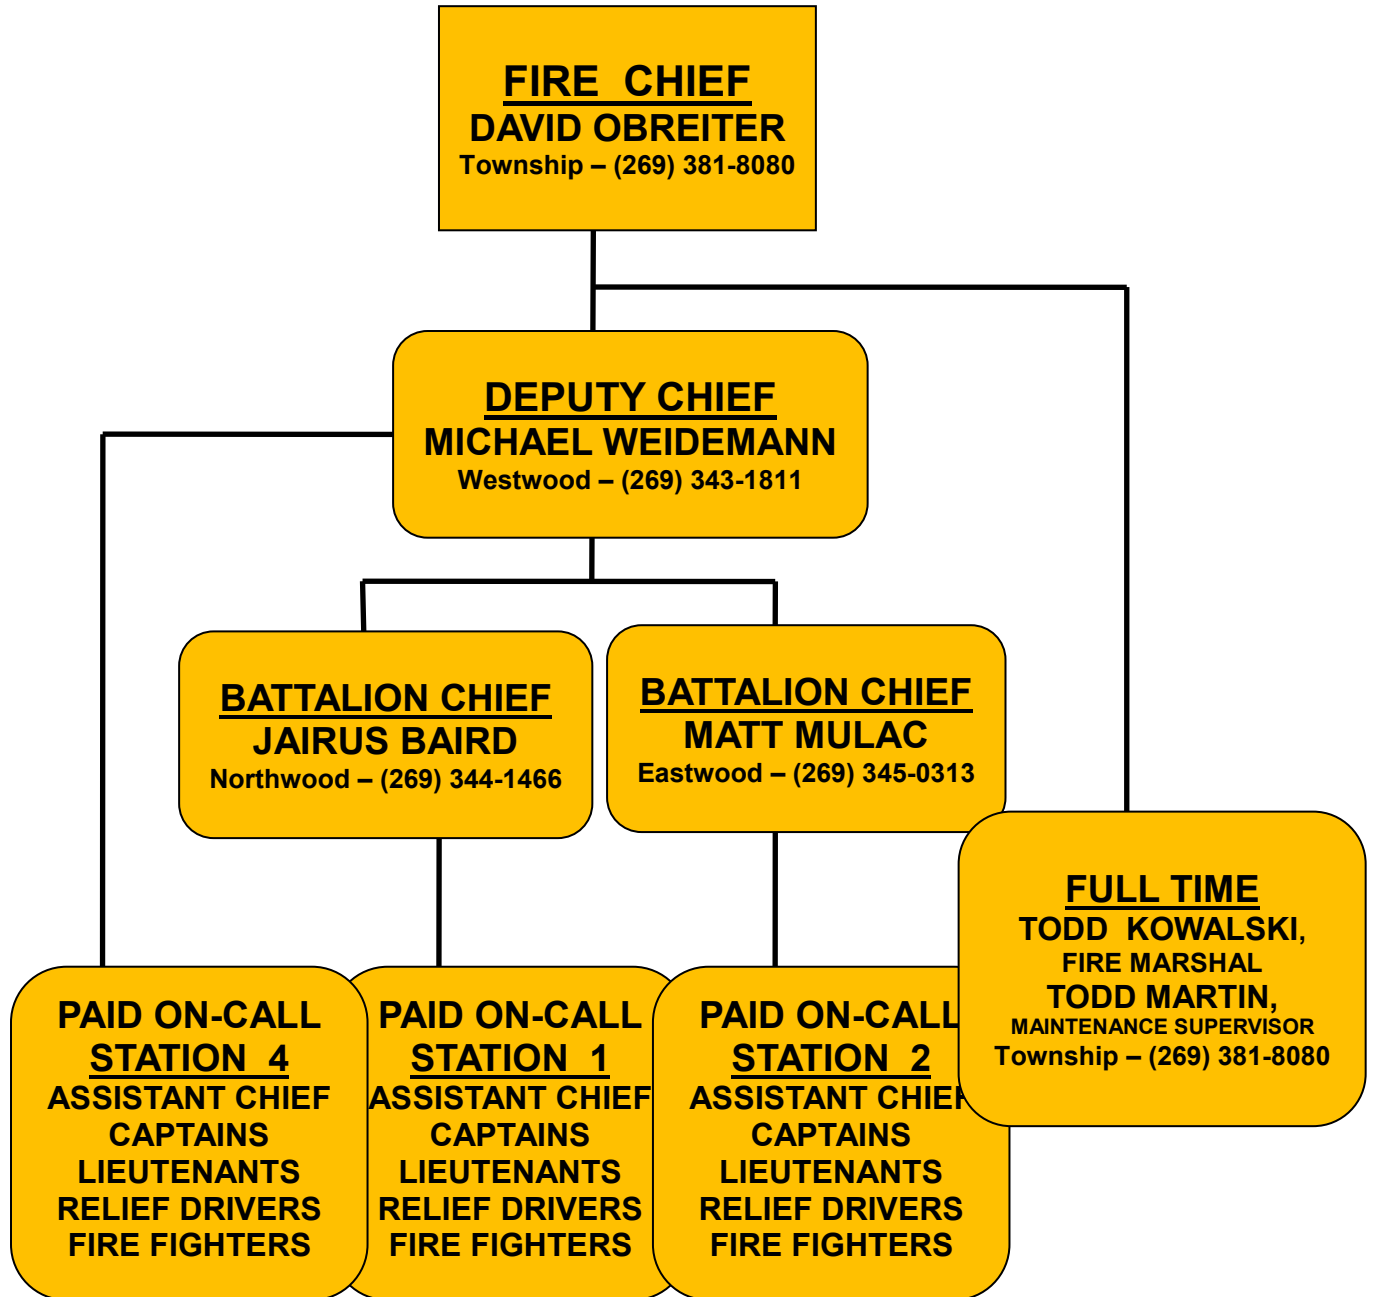 FIRE CHIEF
DAVID OBREITER
Township – (269) 381-8080
DEPUTY CHIEF
MICHAEL WEIDEMANN
Westwood – (269) 343-1811
BATTALION CHIEF
JAIRUS BAIRD
Northwood – (269) 344-1466
BATTALION CHIEF
MATT MULAC
Eastwood – (269) 345-0313
FULL TIME
TODD KOWALSKI,
FIRE MARSHAL
TODD MARTIN,
MAINTENANCE SUPERVISOR
Township – (269) 381-8080
PAID ON-CALL
STATION 4
ASSISTANT CHIEF
CAPTAINS
LIEUTENANTS
RELIEF DRIVERS
FIRE FIGHTERS
PAID ON-CALL
STATION 1
ASSISTANT CHIEF
CAPTAINS
LIEUTENANTS
RELIEF DRIVERS
FIRE FIGHTERS
PAID ON-CALL
STATION 2
ASSISTANT CHIEF
CAPTAINS
LIEUTENANTS
RELIEF DRIVERS
FIRE FIGHTERS